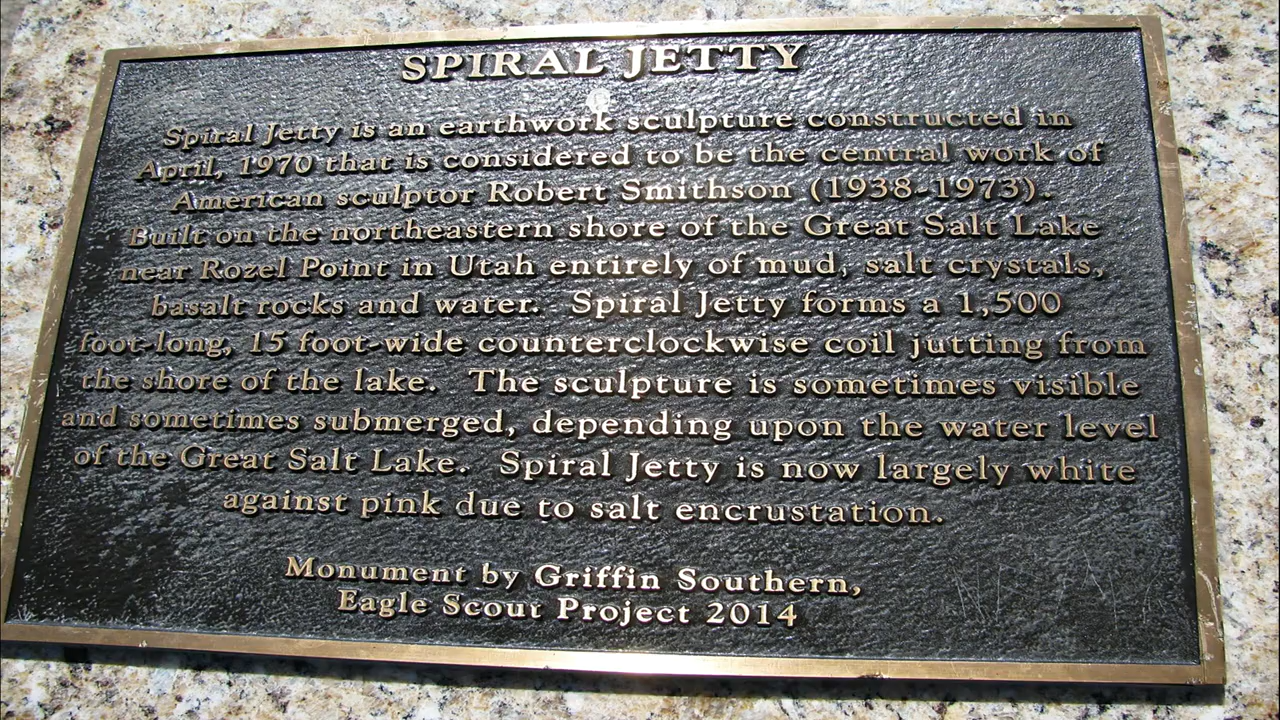 SPIRAL JETTY
Spiral Jetty is an earthwork sculpture constructed in
April, 1970 that is considered to be the central work of
American sculptor Robert Smithson (1938-1973).
Built on the northeastern shore of the Great Salt Lake
near Rozel Point in Utah entirely of mud, salt crystals,
basalt rocks and water. Spiral Jetty forms a 1,500
foot-long, 15 foot-wide counterclockwise coil jutting from
the shore of the lake. The sculpture is sometimes visible
and sometimes submerged, depending upon the water level
of the Great Salt Lake. Spiral Jetty is now largely white
against pink due to salt encrustation.
Monument by Griffin Southern,
Eagle Scout Project 2014